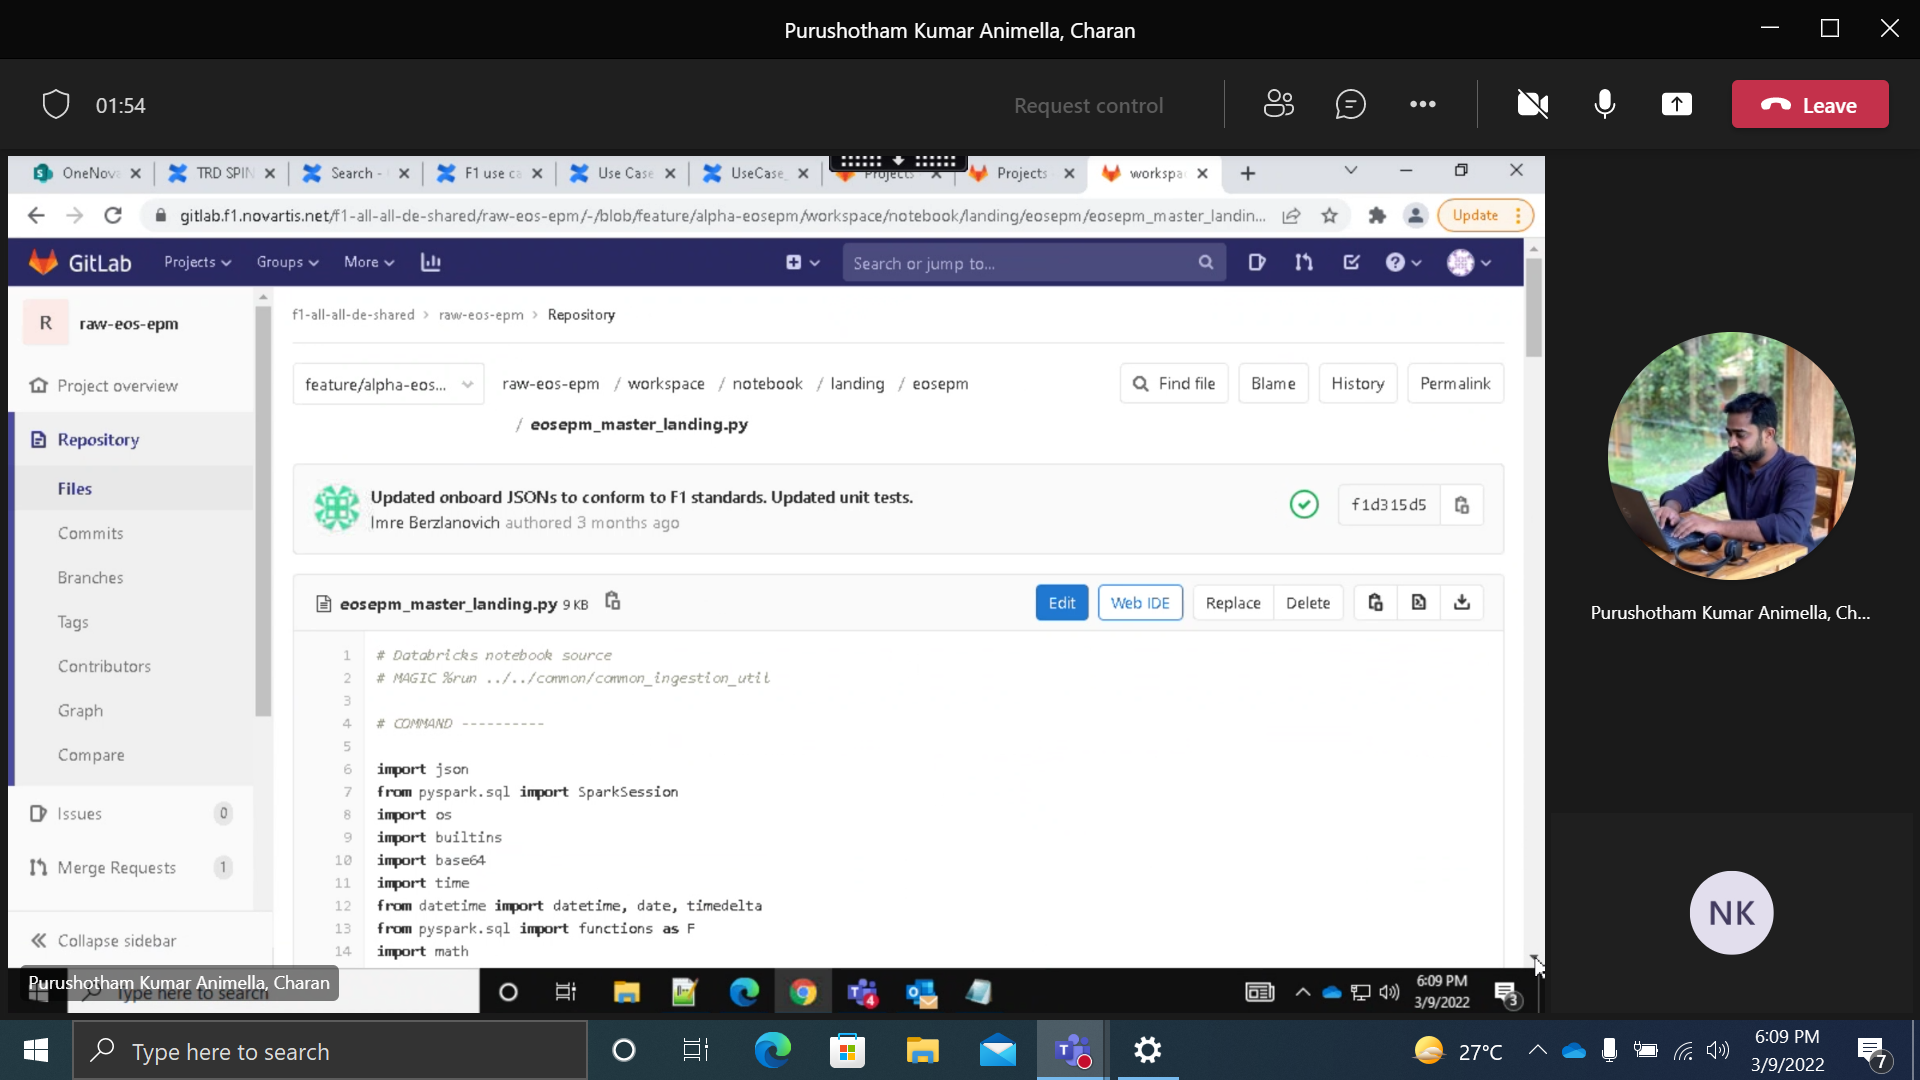 Purushotham Kumar Animella, Charan
01:54
Request control
Leave
OneNov
TRD SPIN
Search -
F1 use ca
Use Case
UseCase_
Projects
Projects
workspa
gitlab.f1.novartis.net/f1-all-all-de-shared/raw-eos-epm/-/blob/feature/alpha-eosepm/workspace/notebook/landing/eosepm/eosepm_master_landin...
Update
GitLab
Projects
Groups
More
Search or jump to...
R
raw-eos-epm
Project overview
Repository
Files
Commits
Branches
Tags
Contributors
Graph
Compare
Issues
0
Merge Requests
1
Collapse sidebar
f1-all-all-de-shared > raw-eos-epm > Repository
feature/alpha-eos...
raw-eos-epm / workspace / notebook / landing / eosepm
/ eosepm_master_landing.py
Find file
Blame
History
Permalink
Updated onboard JSONs to conform to F1 standards. Updated unit tests.
Imre Berzlanovich authored 3 months ago
f1d315d5
eosepm_master_landing.py 9 KB
Edit
Web IDE
Replace
Delete
1 # Databricks notebook source
2 # MAGIC %run ../../common/common_ingestion_util
3
4 # COMMAND ----------
5
6 import json
7 from pyspark.sql import SparkSession
8 import os
9 import builtins
10 import base64
11 import time
12 from datetime import datetime, date, timedelta
13 from pyspark.sql import functions as F
14 import math
Purushotham Kumar Animella, Charan
Type here to search
4
6:09 PM
3/9/2022
3
Purushotham Kumar Animella, Ch...
NK
Type here to search
27°C
6:09 PM
3/9/2022
7